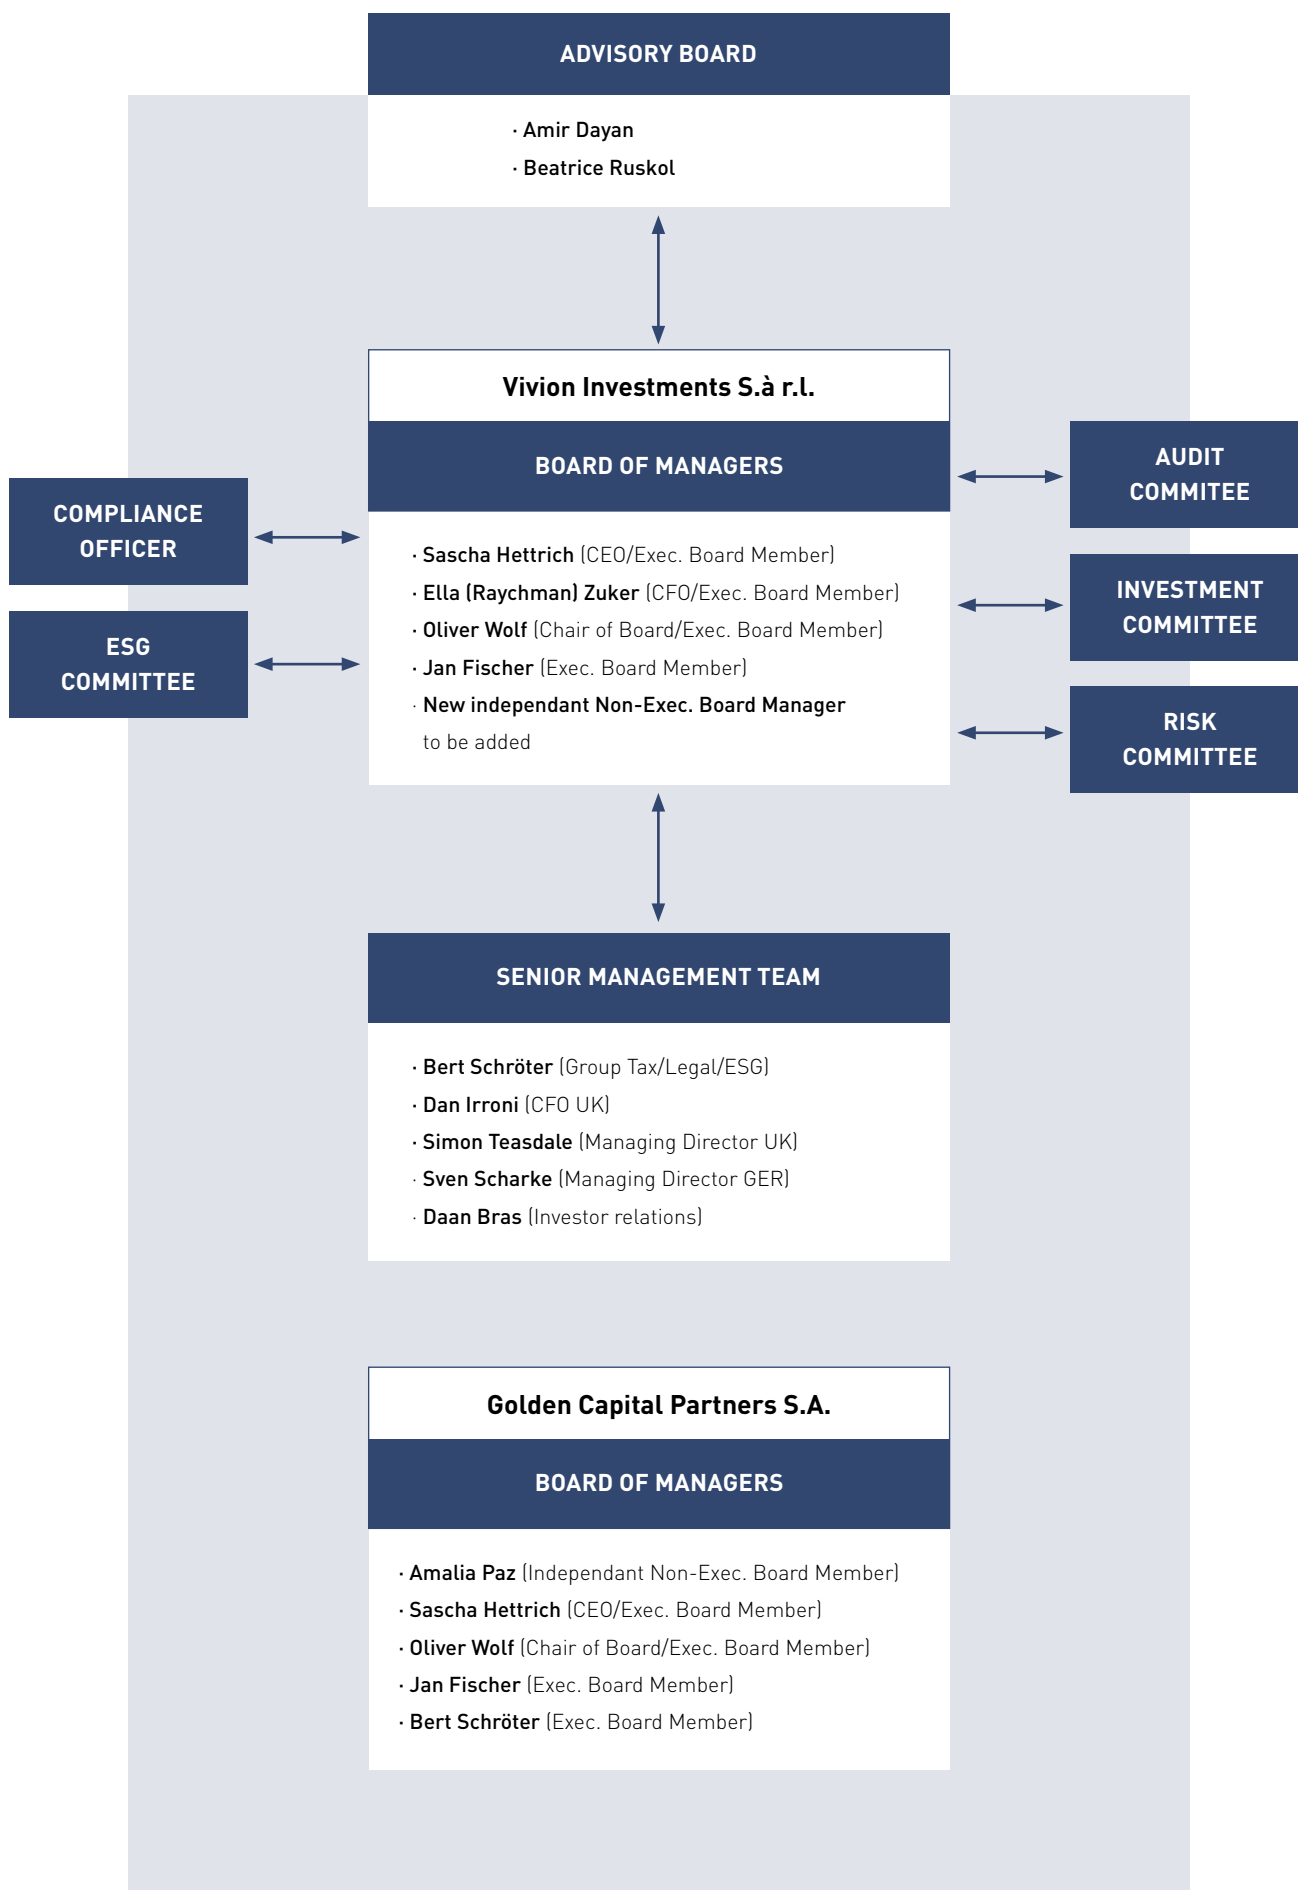 ADVISORY BOARD
· Amir Dayan
· Beatrice Ruskol
Vivion Investments S.à r.l.
BOARD OF MANAGERS
· Sascha Hettrich (CEO/Exec. Board Member)
· Ella (Raychman) Zuker (CFO/Exec. Board Member)
· Oliver Wolf (Chair of Board/Exec. Board Member)
· Jan Fischer (Exec. Board Member)
· New independant Non-Exec. Board Manager
to be added
COMPLIANCE
OFFICER
ESG
COMMITTEE
AUDIT
COMMITEE
INVESTMENT
COMMITTEE
RISK
COMMITTEE
SENIOR MANAGEMENT TEAM
· Bert Schröter (Group Tax/Legal/ESG)
· Dan Irroni (CFO UK)
· Simon Teasdale (Managing Director UK)
· Sven Scharke (Managing Director GER)
· Daan Bras (Investor relations)
Golden Capital Partners S.A.
BOARD OF MANAGERS
· Amalia Paz (Independant Non-Exec. Board Member)
· Sascha Hettrich (CEO/Exec. Board Member)
· Oliver Wolf (Chair of Board/Exec. Board Member)
· Jan Fischer (Exec. Board Member)
· Bert Schröter (Exec. Board Member)